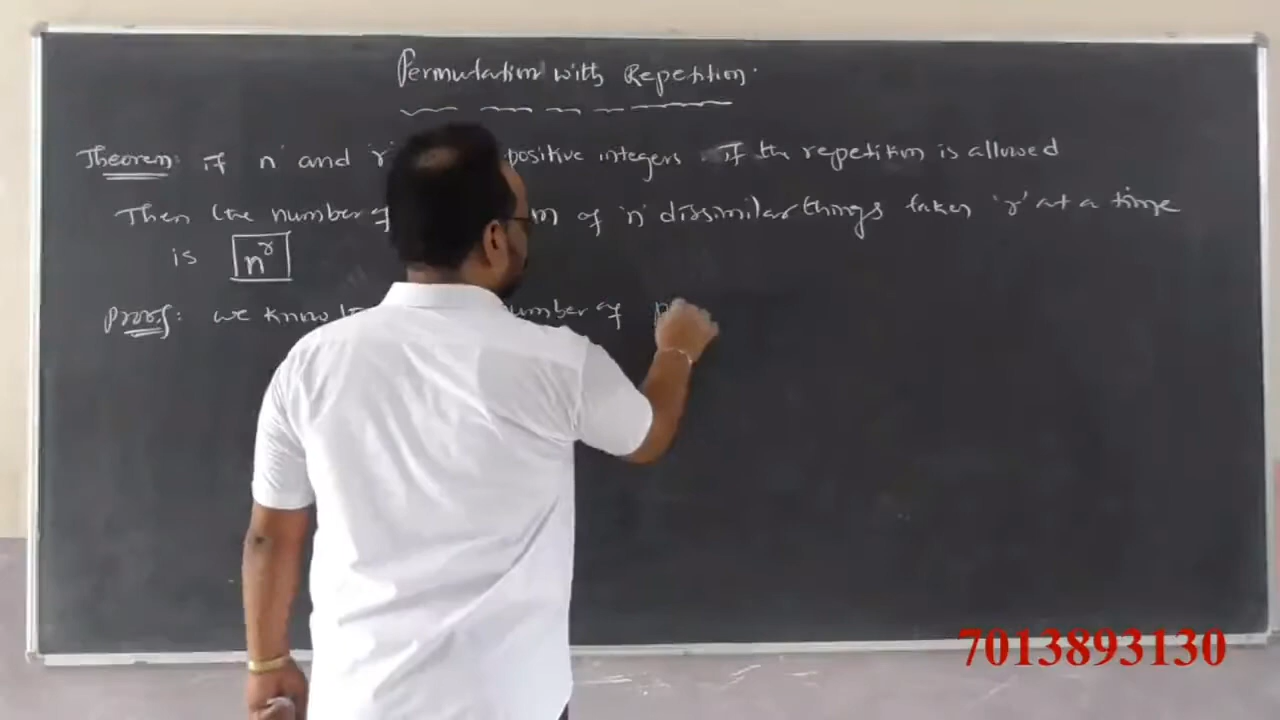 Permutation with Repetition.
Theorem: If 'n' and 'r' positive integers. If the repetition is allowed
Then the number of of 'n' dissimilar things taken 'r' at a time
is n^r
Proof: we know number of
7013893130